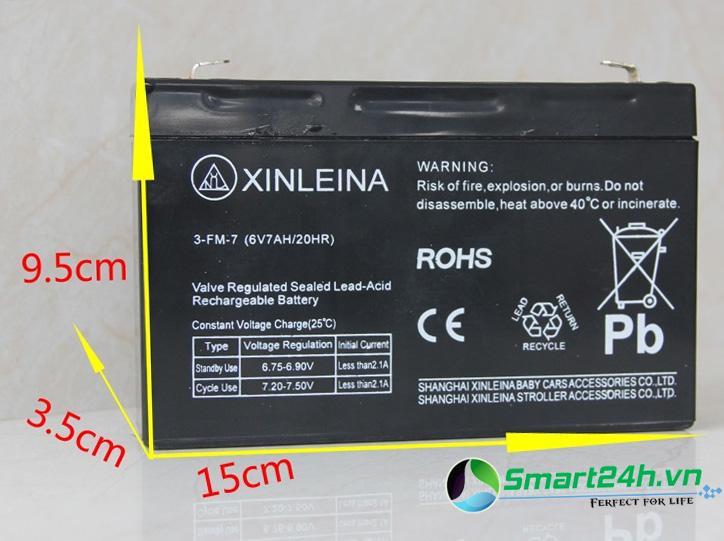 XINLEINA
3-FM-7 (6V7AH/20HR)
Valve Regulated Sealed Lead-Acid
Rechargeable Battery
Constant Voltage Charge(25℃)
Type Voltage Regulation Initial Current
Standby Use 6.75-6.90V Less than2.1A
Cycle Use 7.20-7.50V Less than2.1A
WARNING:
Risk of fire,explosion,or burns.Do not
disassemble,heat above 40℃ or incinerate.
ROHS
CE
LEAD
RETURN
RECYCLE
Pb
SHANGHAI XINLEINA BABY CARS ACCESSORIES CO.,LTD.
SHANGHAI XINLEINA STROLLER ACCESSORIES CO.,LTD.
9.5cm
3.5cm
15cm
Smart24h.vn
PERFECT FOR LIFE